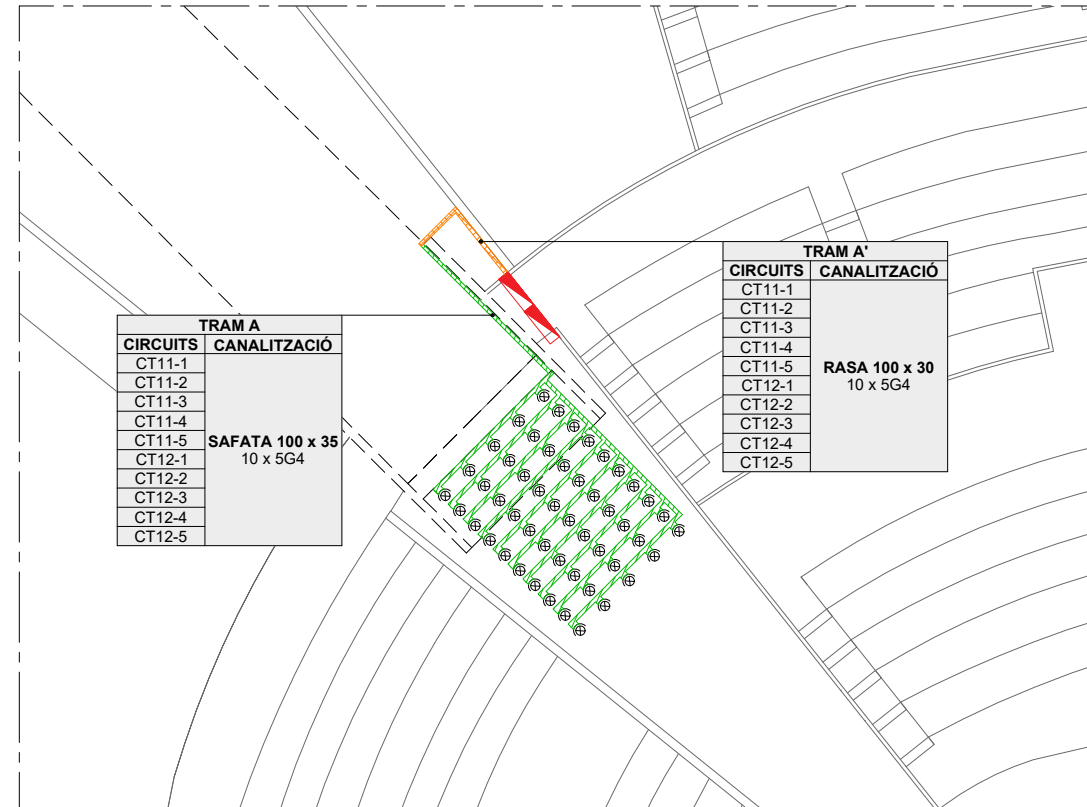 TRAM A'
CIRCUITS CANALITZACIÓ
CT11-1
CT11-2
CT11-3
CT11-4
CT11-5
CT12-1
CT12-2
CT12-3
CT12-4
CT12-5
RASA 100 x 30
10 x 5G4
TRAM A
CIRCUITS CANALITZACIÓ
CT11-1
CT11-2
CT11-3
CT11-4
CT11-5
CT12-1
CT12-2
CT12-3
CT12-4
CT12-5
SAFATA 100 x 35
10 x 5G4